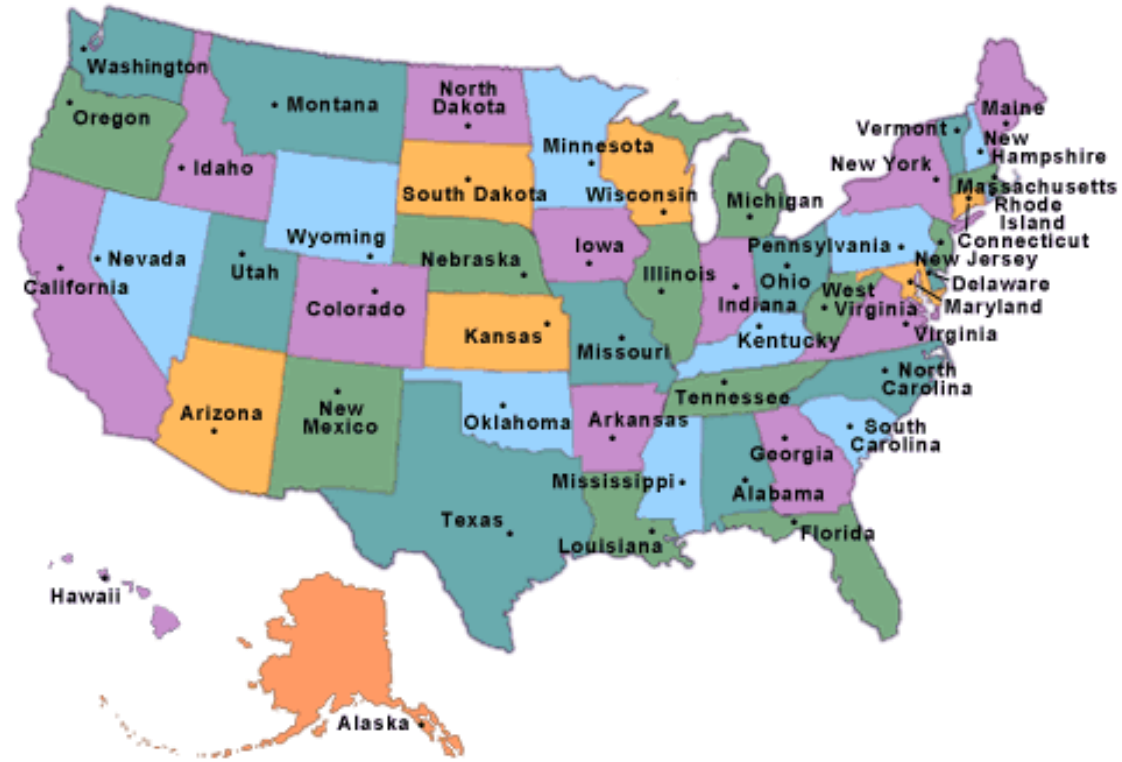 Washington
Oregon
Idaho
Montana
North
Dakota
Minnesota
South Dakota
Wisconsin
Michigan
Maine
Vermont
New
Hampshire
New York
Massachusetts
Rhode
Island
Connecticut
Pennsylvania
New Jersey
Delaware
Maryland
Wyoming
Nebraska
Iowa
Illinois
Indiana
Ohio
West
Virginia
Virginia
California
Nevada
Utah
Colorado
Kansas
Missouri
Kentucky
North
Carolina
Tennessee
South
Carolina
Arizona
New
Mexico
Oklahoma
Arkansas
Georgia
Mississippi
Alabama
Texas
Louisiana
Florida
Hawaii
Alaska